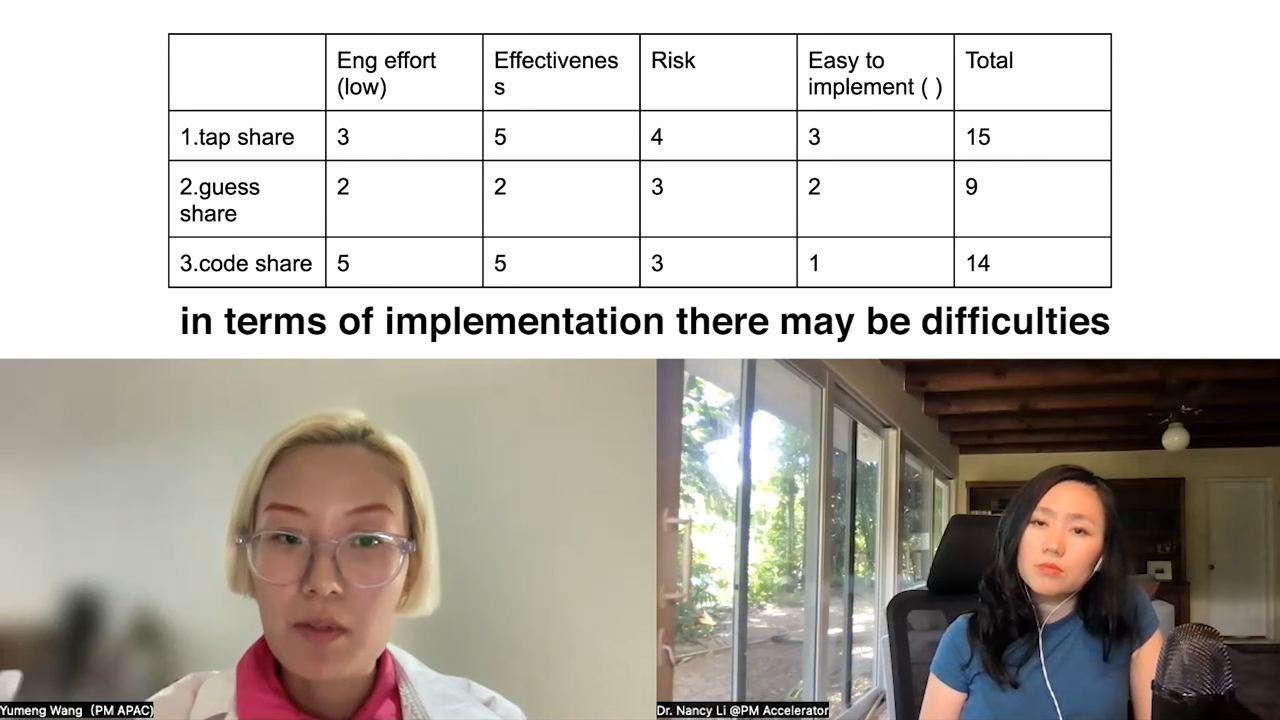 Eng effort
(low)
Effectivenes
s
Risk
Easy to
implement ( )
Total
1.tap share
3
5
4
3
15
2.guess
share
2
2
3
2
9
3.code share
5
5
3
1
14
in terms of implementation there may be difficulties
Yumeng Wang（PM APAC)
Dr. Nancy Li @PM Accelerator